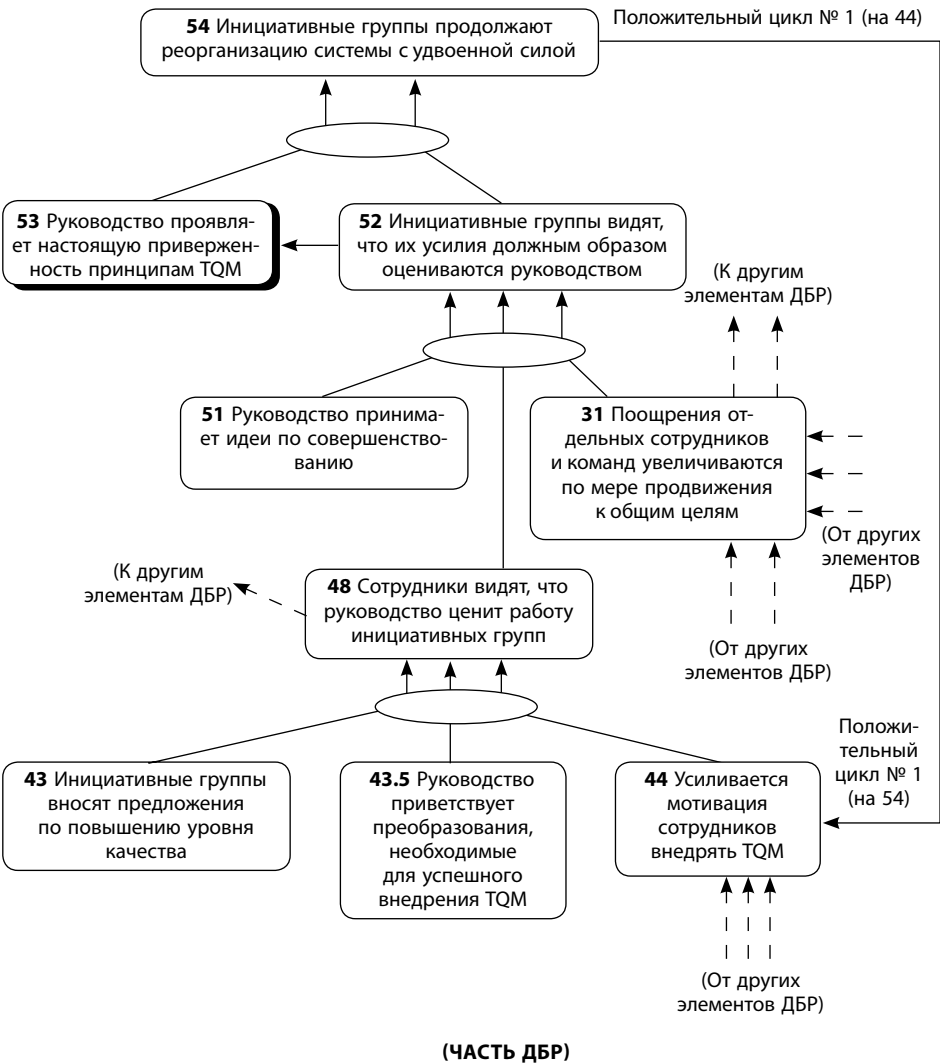 54 Инициативные группы продолжают
реорганизацию системы с удвоенной силой
Положительный цикл № 1 (на 44)
53 Руководство проявля-
ет настоящую привержен-
ность принципам TQM
52 Инициативные группы видят,
что их усилия должным образом
оцениваются руководством
(К другим
элементам ДБР)
51 Руководство принима-
ет идеи по совершенство-
ванию
31 Поощрения от-
дельных сотрудников
и команд увеличиваются
по мере продвижения
к общим целям
(От других
элементов
ДБР)
(К другим
элементам ДБР)
48 Сотрудники видят, что
руководство ценит работу
инициативных групп
(От других
элементов ДБР)
Положи-
тельный
цикл № 1
(на 54)
43 Инициативные группы
вносят предложения
по повышению уровня
качества
43.5 Руководство
приветствует
преобразования,
необходимые
для успешного
внедрения TQM
44 Усиливается
мотивация
сотрудников
внедрять TQM
(От других
элементов ДБР)
(ЧАСТЬ ДБР)